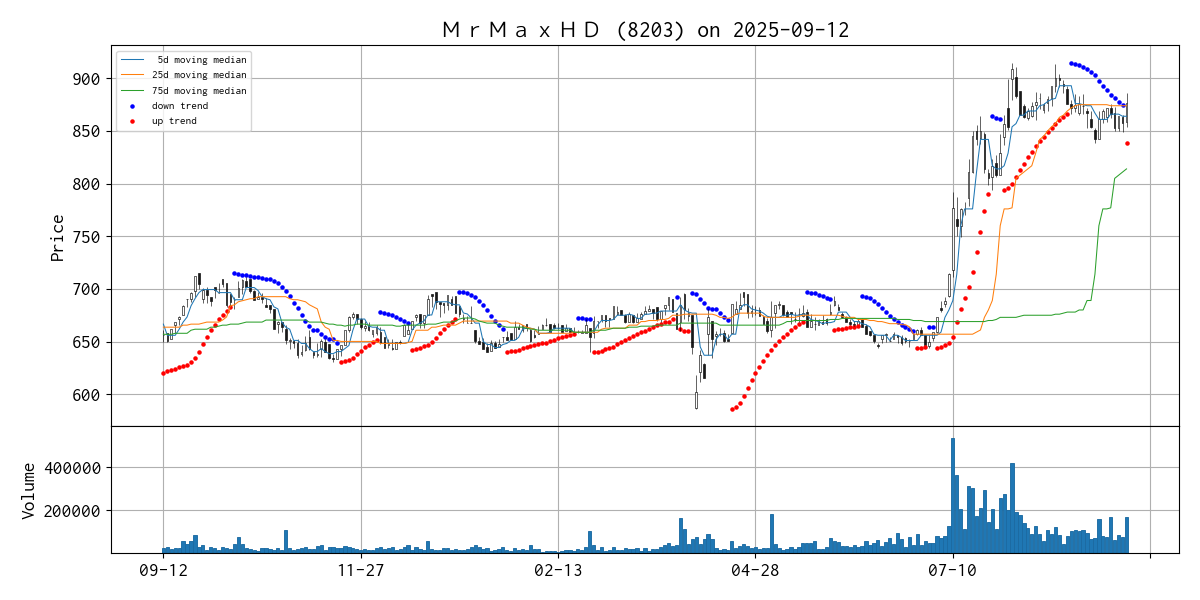 ＭｒＭａｘＨＤ (8203) on 2025-09-12
5d moving median
25d moving median
75d moving median
down trend
up trend
Price
900
850
800
750
700
650
600
Volume
400000
200000
09-12
11-27
02-13
04-28
07-10